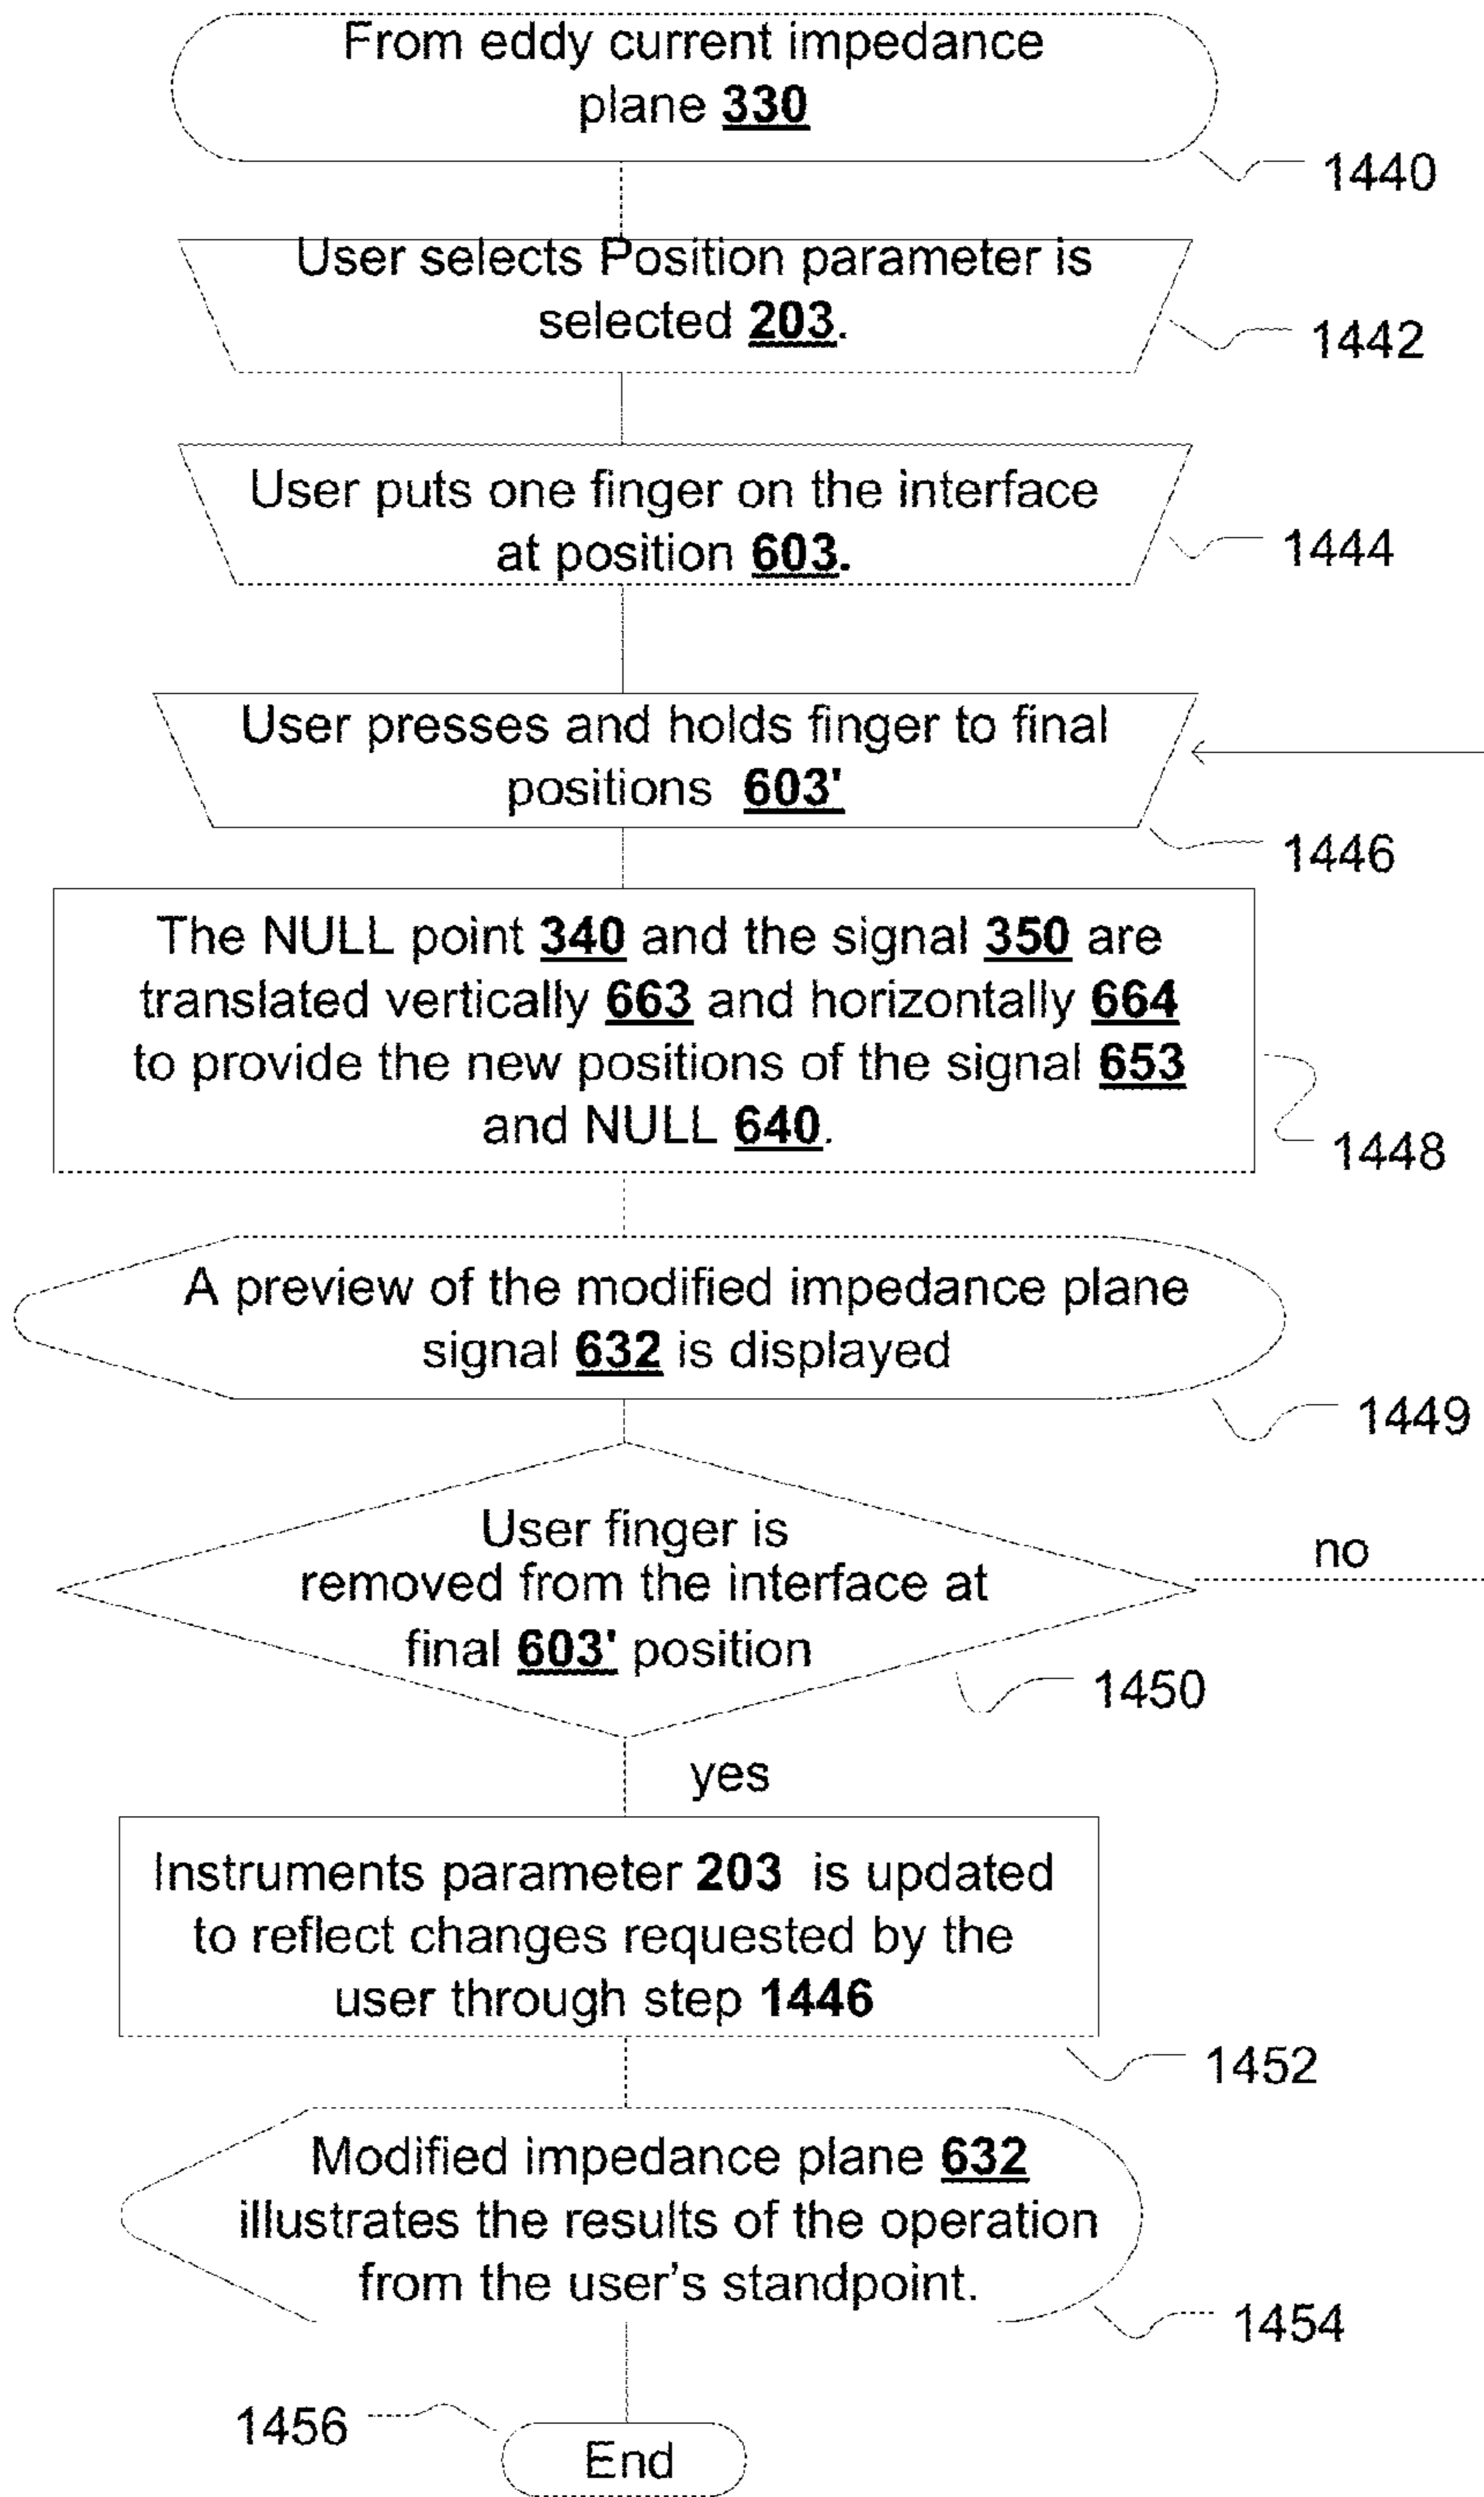 From eddy current impedance
plane 330
1440
User selects Position parameter is
selected 203.
1442
User puts one finger on the interface
at position 603.
1444
User presses and holds finger to final
positions 603'
1446
The NULL point 340 and the signal 350 are
translated vertically 663 and horizontally 664
to provide the new positions of the signal 653
and NULL 640.
1448
A preview of the modified impedance plane
signal 632 is displayed
1449
User finger is
removed from the interface at
final 603' position
no
1450
yes
Instruments parameter 203 is updated
to reflect changes requested by the
user through step 1446
1452
Modified impedance plane 632
illustrates the results of the operation
from the user's standpoint.
1454
1456
End